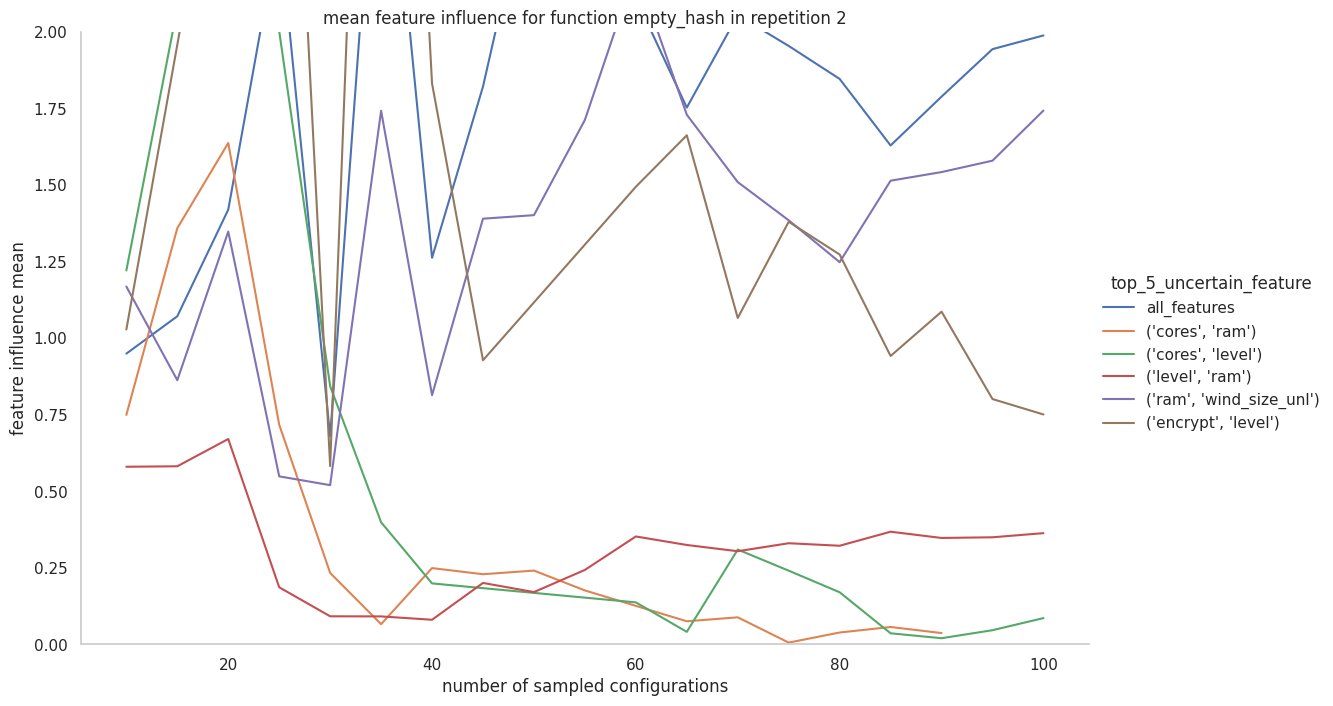 mean feature influence for function empty_hash in repetition 2
2.00
1.75
1.50
1.25
1.00
0.75
0.50
0.25
0.00
feature influence mean
20
40
60
80
100
number of sampled configurations
top_5_uncertain_feature
all_features
('cores', 'ram')
('cores', 'level')
('level', 'ram')
('ram', 'wind_size_unl')
('encrypt', 'level')